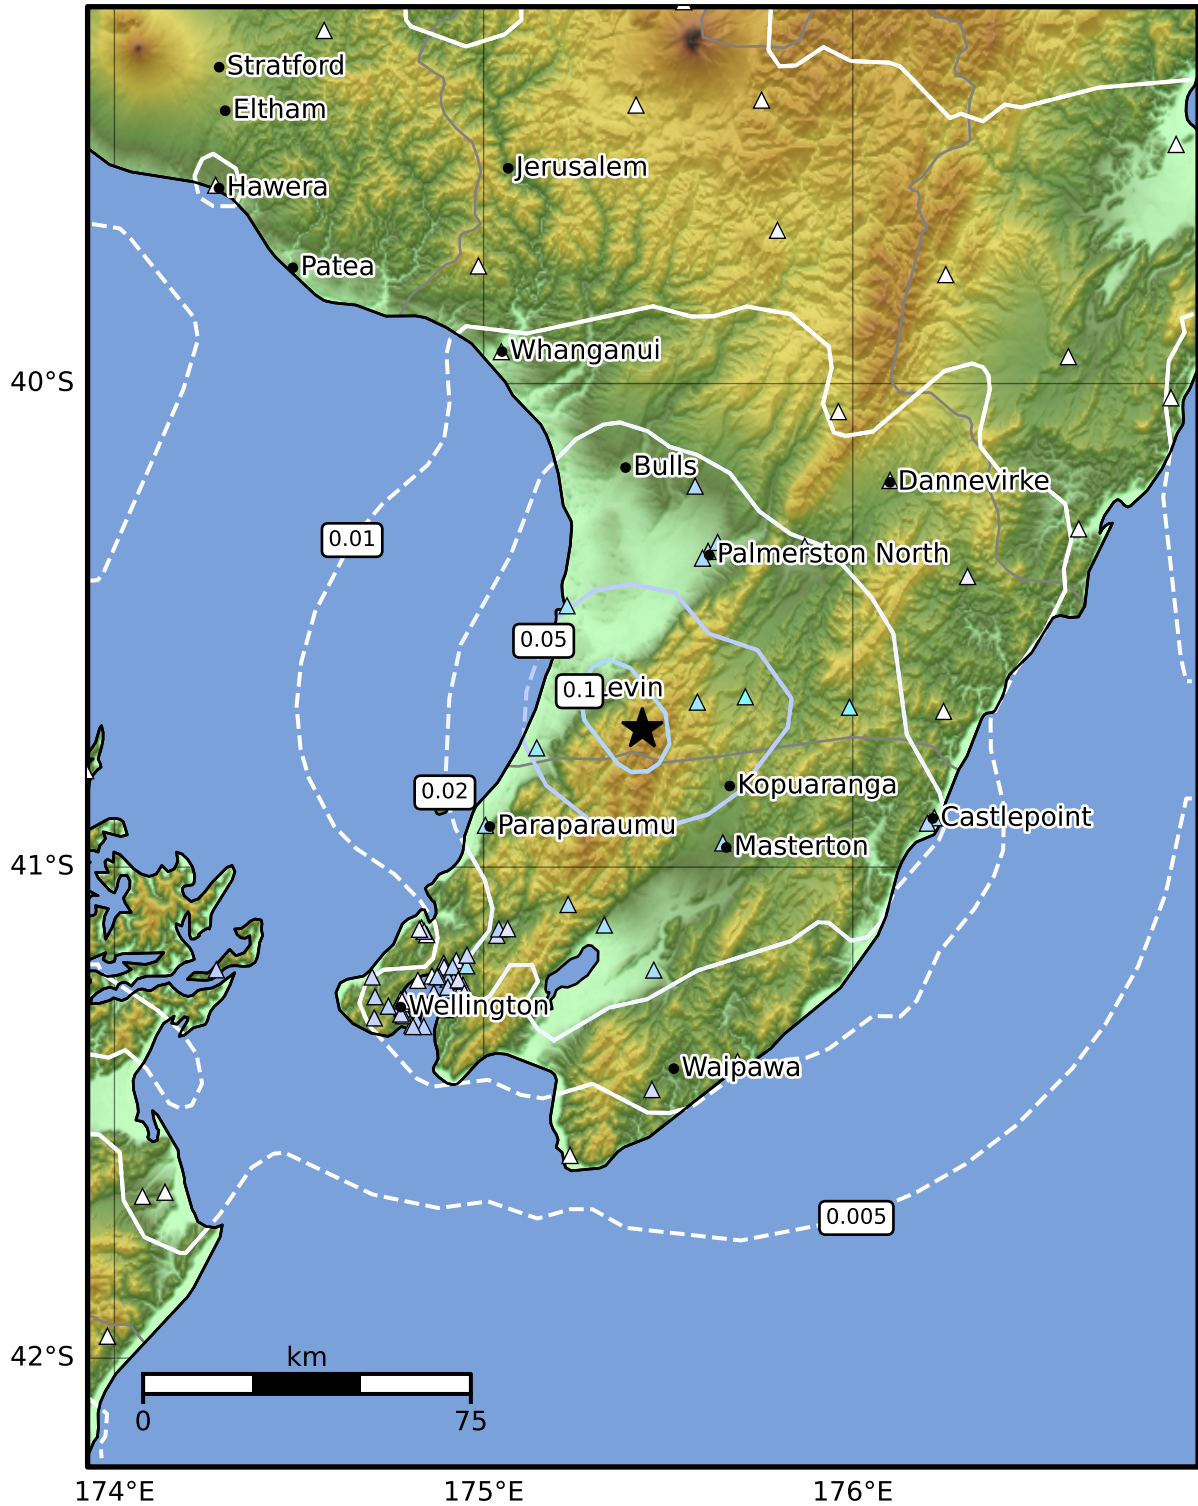 Stratford
Eltham
Jerusalem
Hawera
Patea
Whanganui
40°S
Bulls
Dannevirke
0.01
Palmerston North
0.05
0.1
Levin
Kopuaranga
0.02
Castlepoint
Paraparaumu
Masterton
41°S
Wellington
Waipawa
0.005
42°S
km
0
75
174°E
175°E
176°E